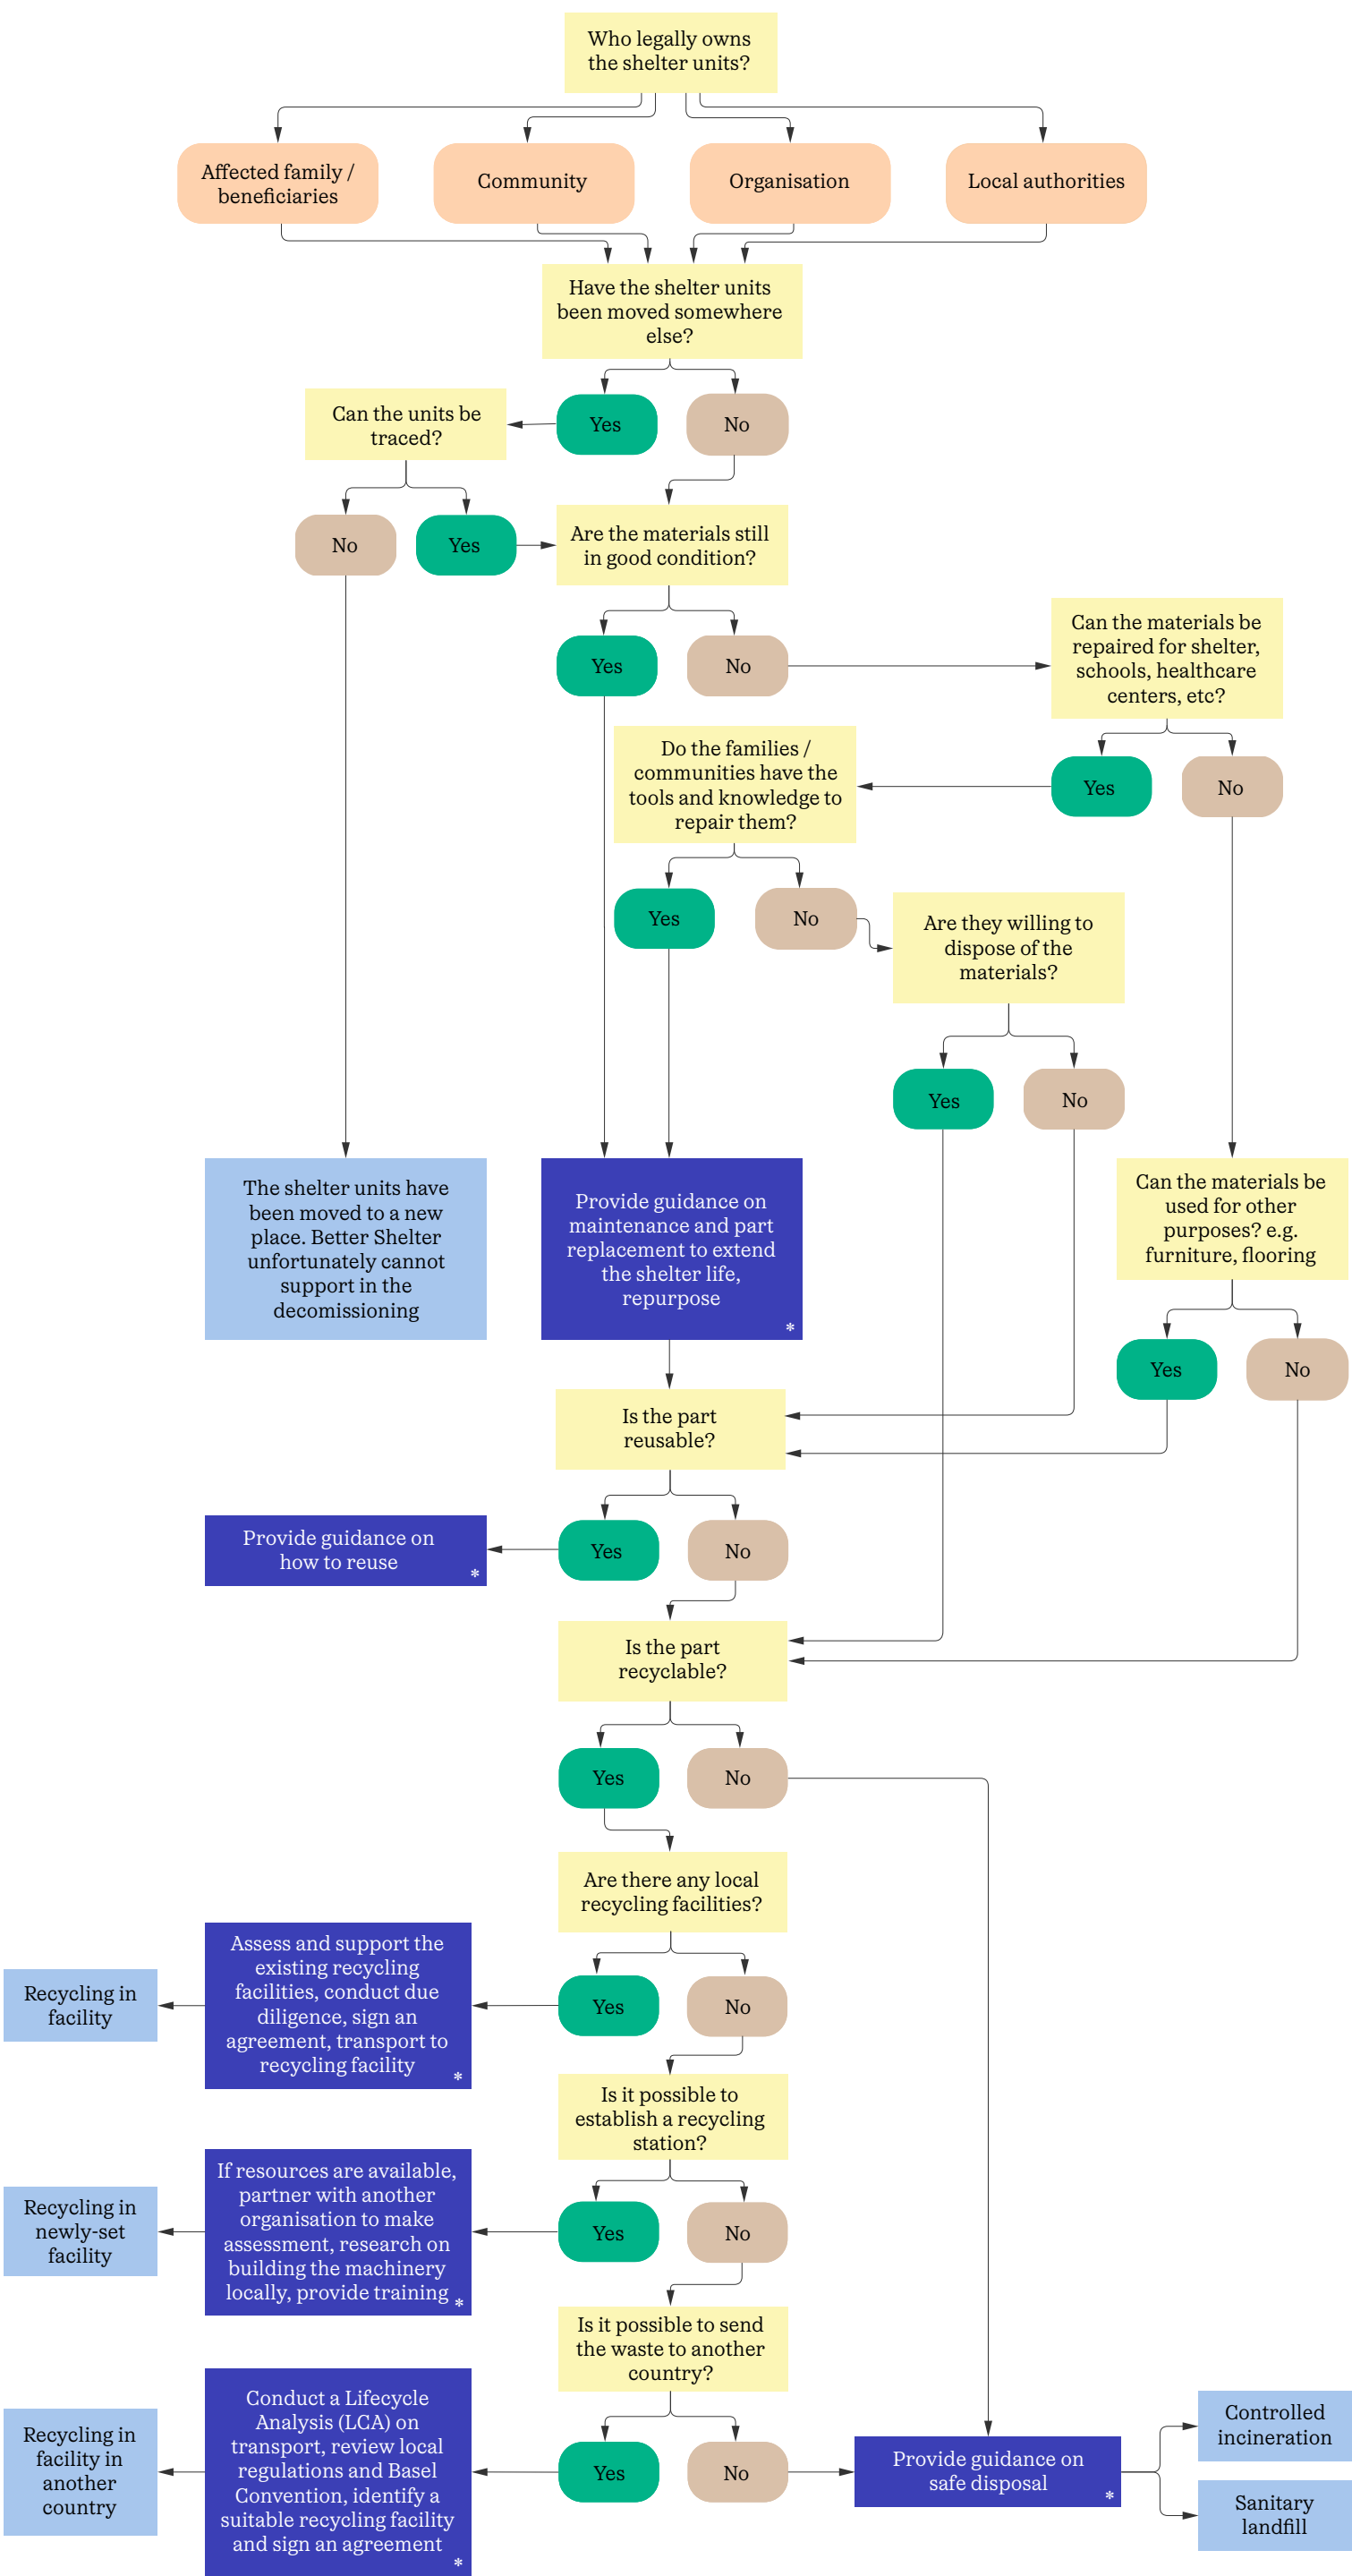 Who legally owns
the shelter units?
Affected family /
beneficiaries
Community
Organisation
Local authorities
Have the shelter units
been moved somewhere
else?
Can the units be
traced?
Yes
No
No
Yes
Are the materials still
in good condition?
Yes
No
Can the materials be
repaired for shelter,
schools, healthcare
centers, etc?
Yes
No
Do the families /
communities have the
tools and knowledge to
repair them?
Yes
No
Are they willing to
dispose of the
materials?
Yes
No
The shelter units have
been moved to a new
place. Better Shelter
unfortunately cannot
support in the
decomissioning
Provide guidance on
maintenance and part
replacement to extend
the shelter life,
repurpose
*
Can the materials be
used for other
purposes? e.g.
furniture, flooring
Yes
No
Is the part
reusable?
Yes
No
Provide guidance on
how to reuse
*
Is the part
recyclable?
Yes
No
Are there any local
recycling facilities?
Yes
No
Assess and support the
existing recycling
facilities, conduct due
diligence, sign an
agreement, transport to
recycling facility
*
Recycling in
facility
Is it possible to
establish a recycling
station?
Yes
No
If resources are available,
partner with another
organisation to make
assessment, research on
building the machinery
locally, provide training
*
Recycling in
newly-set
facility
Is it possible to send
the waste to another
country?
Yes
No
Conduct a Lifecycle
Analysis (LCA) on
transport, review local
regulations and Basel
Convention, identify a
suitable recycling facility
and sign an agreement
*
Recycling in
facility in
another
country
Provide guidance on
safe disposal
*
Controlled
incineration
Sanitary
landfill